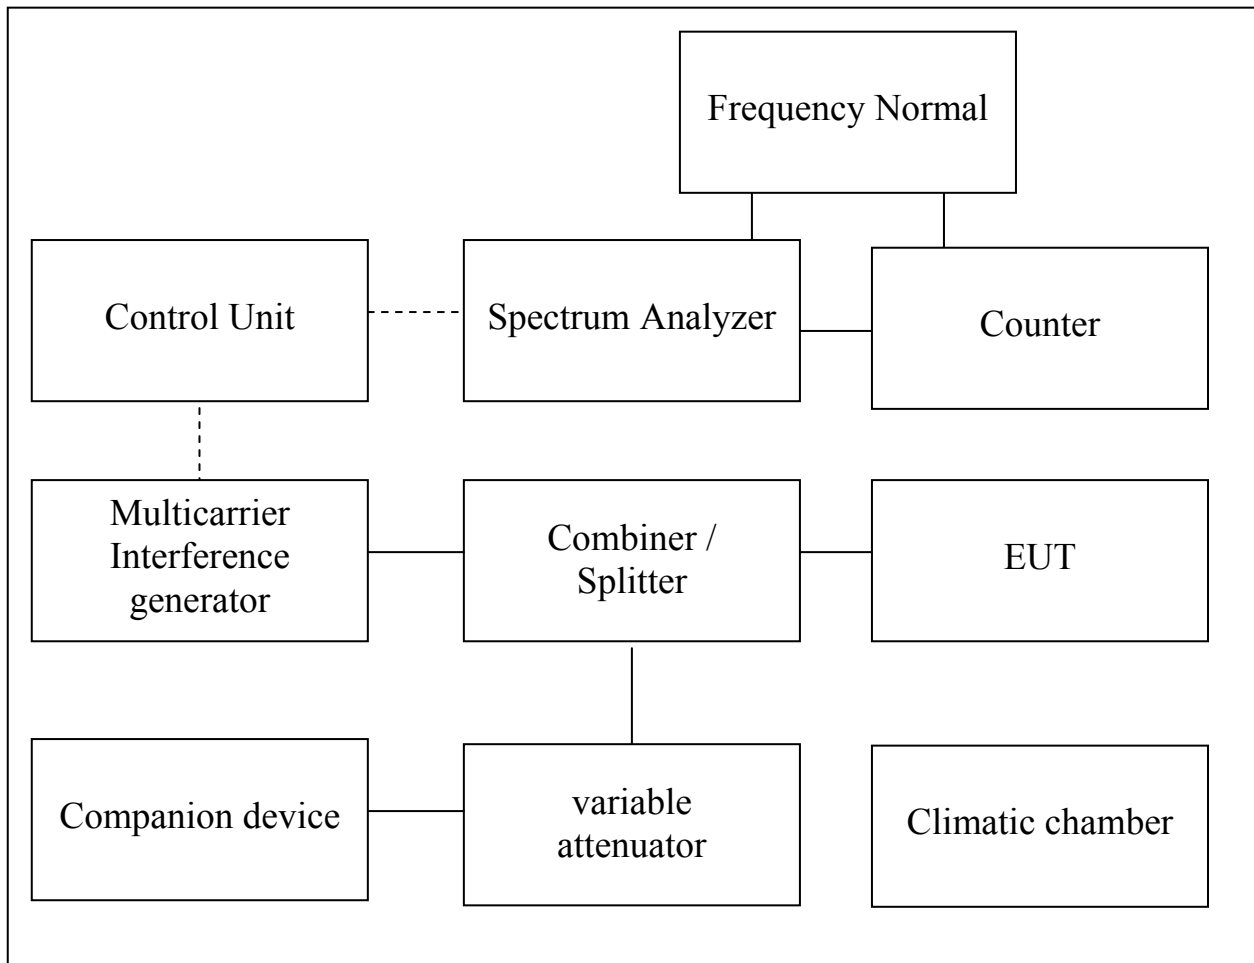 Frequency Normal
Control Unit
Spectrum Analyzer
Counter
Multicarrier
Interference
generator
Combiner /
Splitter
EUT
Companion device
variable
attenuator
Climatic chamber